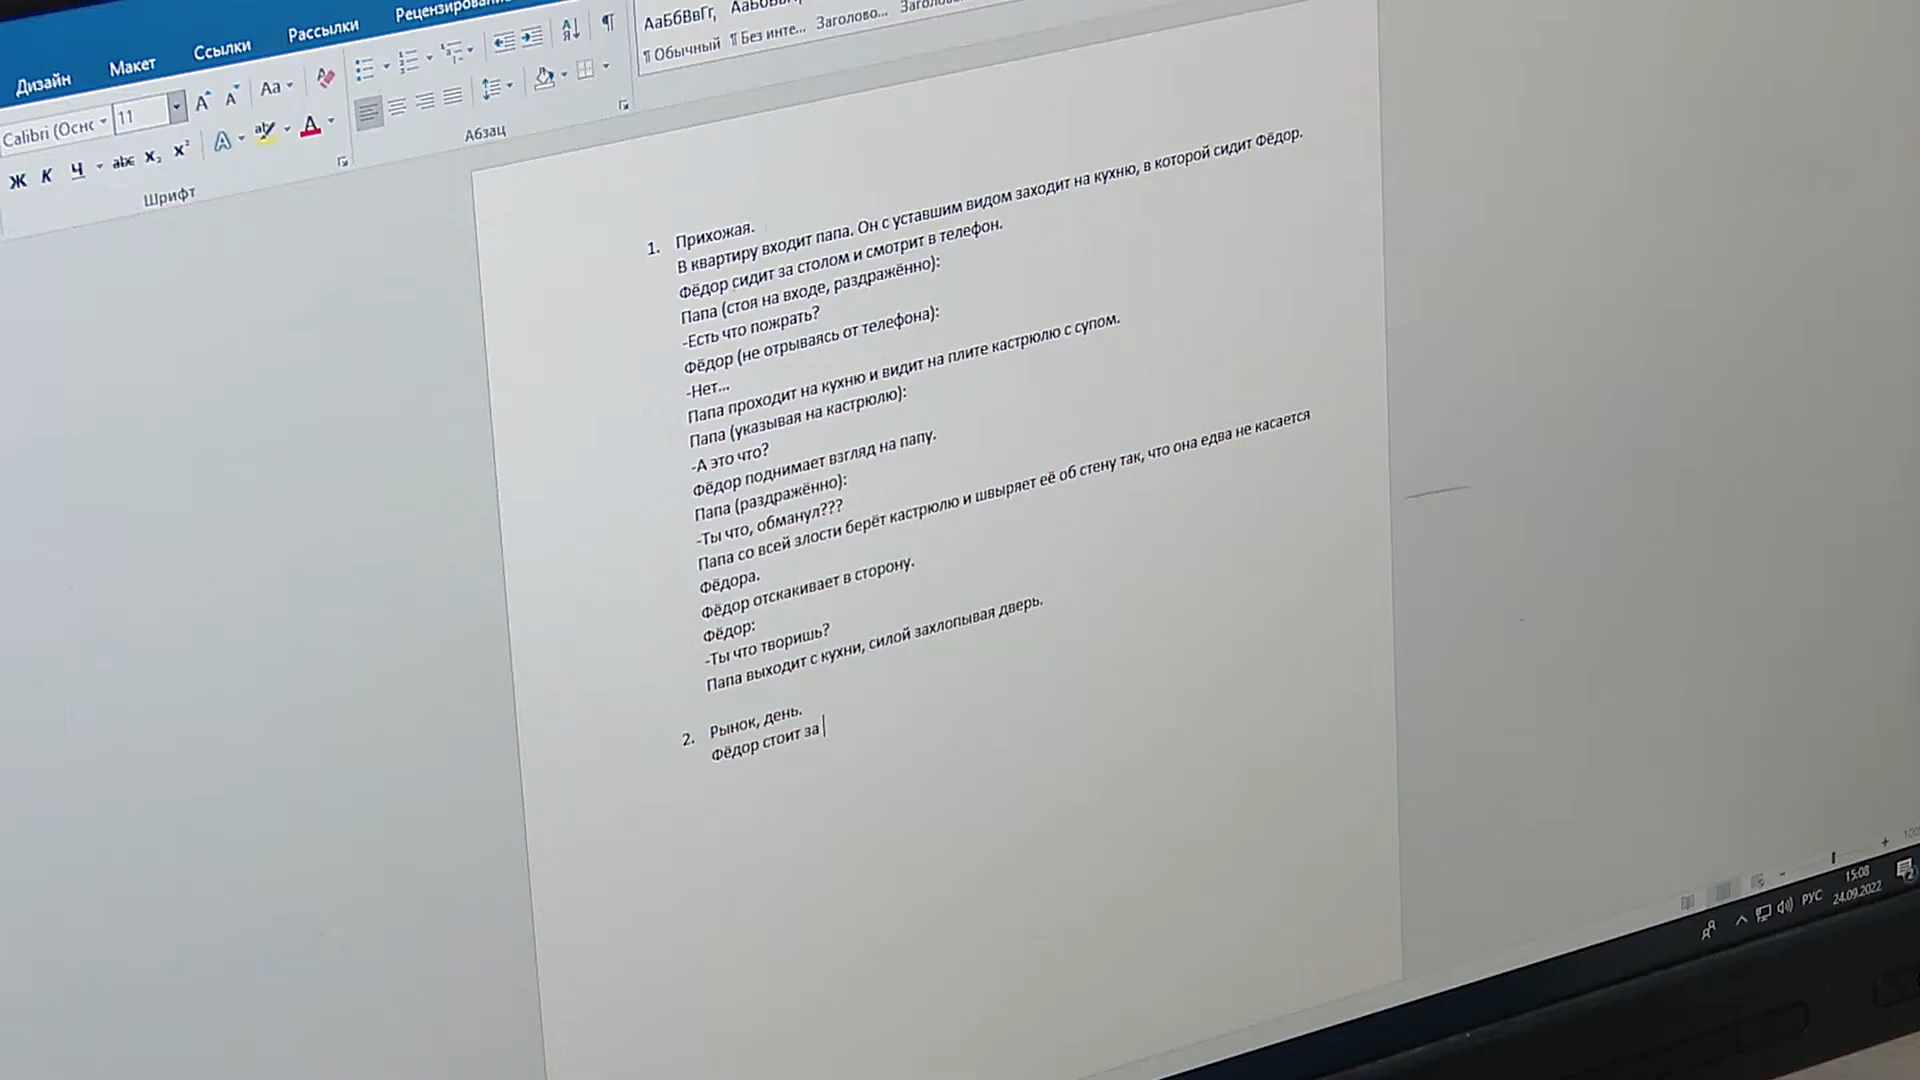 Дизайн
Макет
Ссылки
Рассылки
Calibri (Оснс
11
Aa
Ж К Ч abc x₂ x²
Шрифт
Абзац
АаБбВвГг,
¶ Обычный
¶ Без инте...
Заголово...
1. Прихожая.
В квартиру входит папа. Он с уставшим видом заходит на кухню, в которой сидит Фёдор.
Фёдор сидит за столом и смотрит в телефон.
Папа (стоя на входе, раздражённо):
-Есть что пожрать?
Фёдор (не отрываясь от телефона):
-Нет...
Папа проходит на кухню и видит на плите кастрюлю с супом.
Папа (указывая на кастрюлю):
-А это что?
Фёдор поднимает взгляд на папу.
Папа (раздражённо):
-Ты что, обманул???
Папа со всей злости берёт кастрюлю и швыряет её об стену так, что она едва не касается
Фёдора.
Фёдор отскакивает в сторону.
Фёдор:
-Ты что творишь?
Папа выходит с кухни, силой захлопывая дверь.
2. Рынок, день.
Фёдор стоит за
РУС
15:08
24.09.2022
2